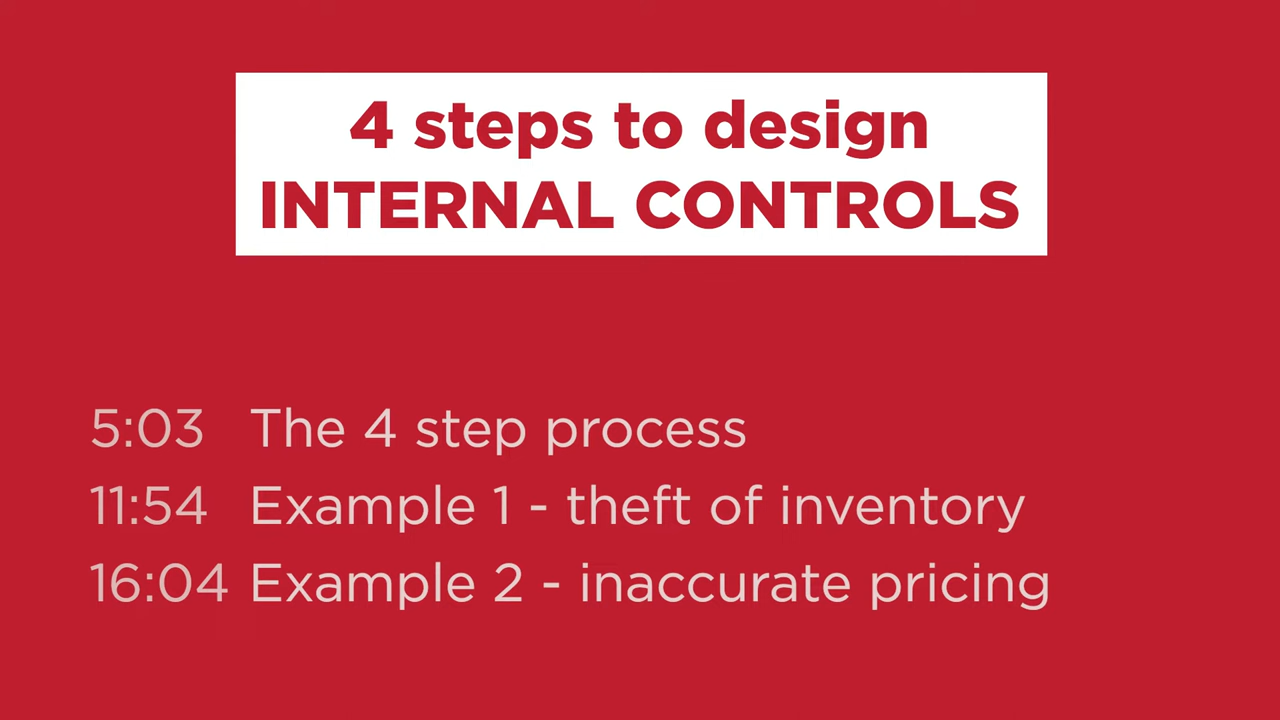 4 steps to design
INTERNAL CONTROLS
5:03 The 4 step process
11:54 Example 1 - theft of inventory
16:04 Example 2 - inaccurate pricing